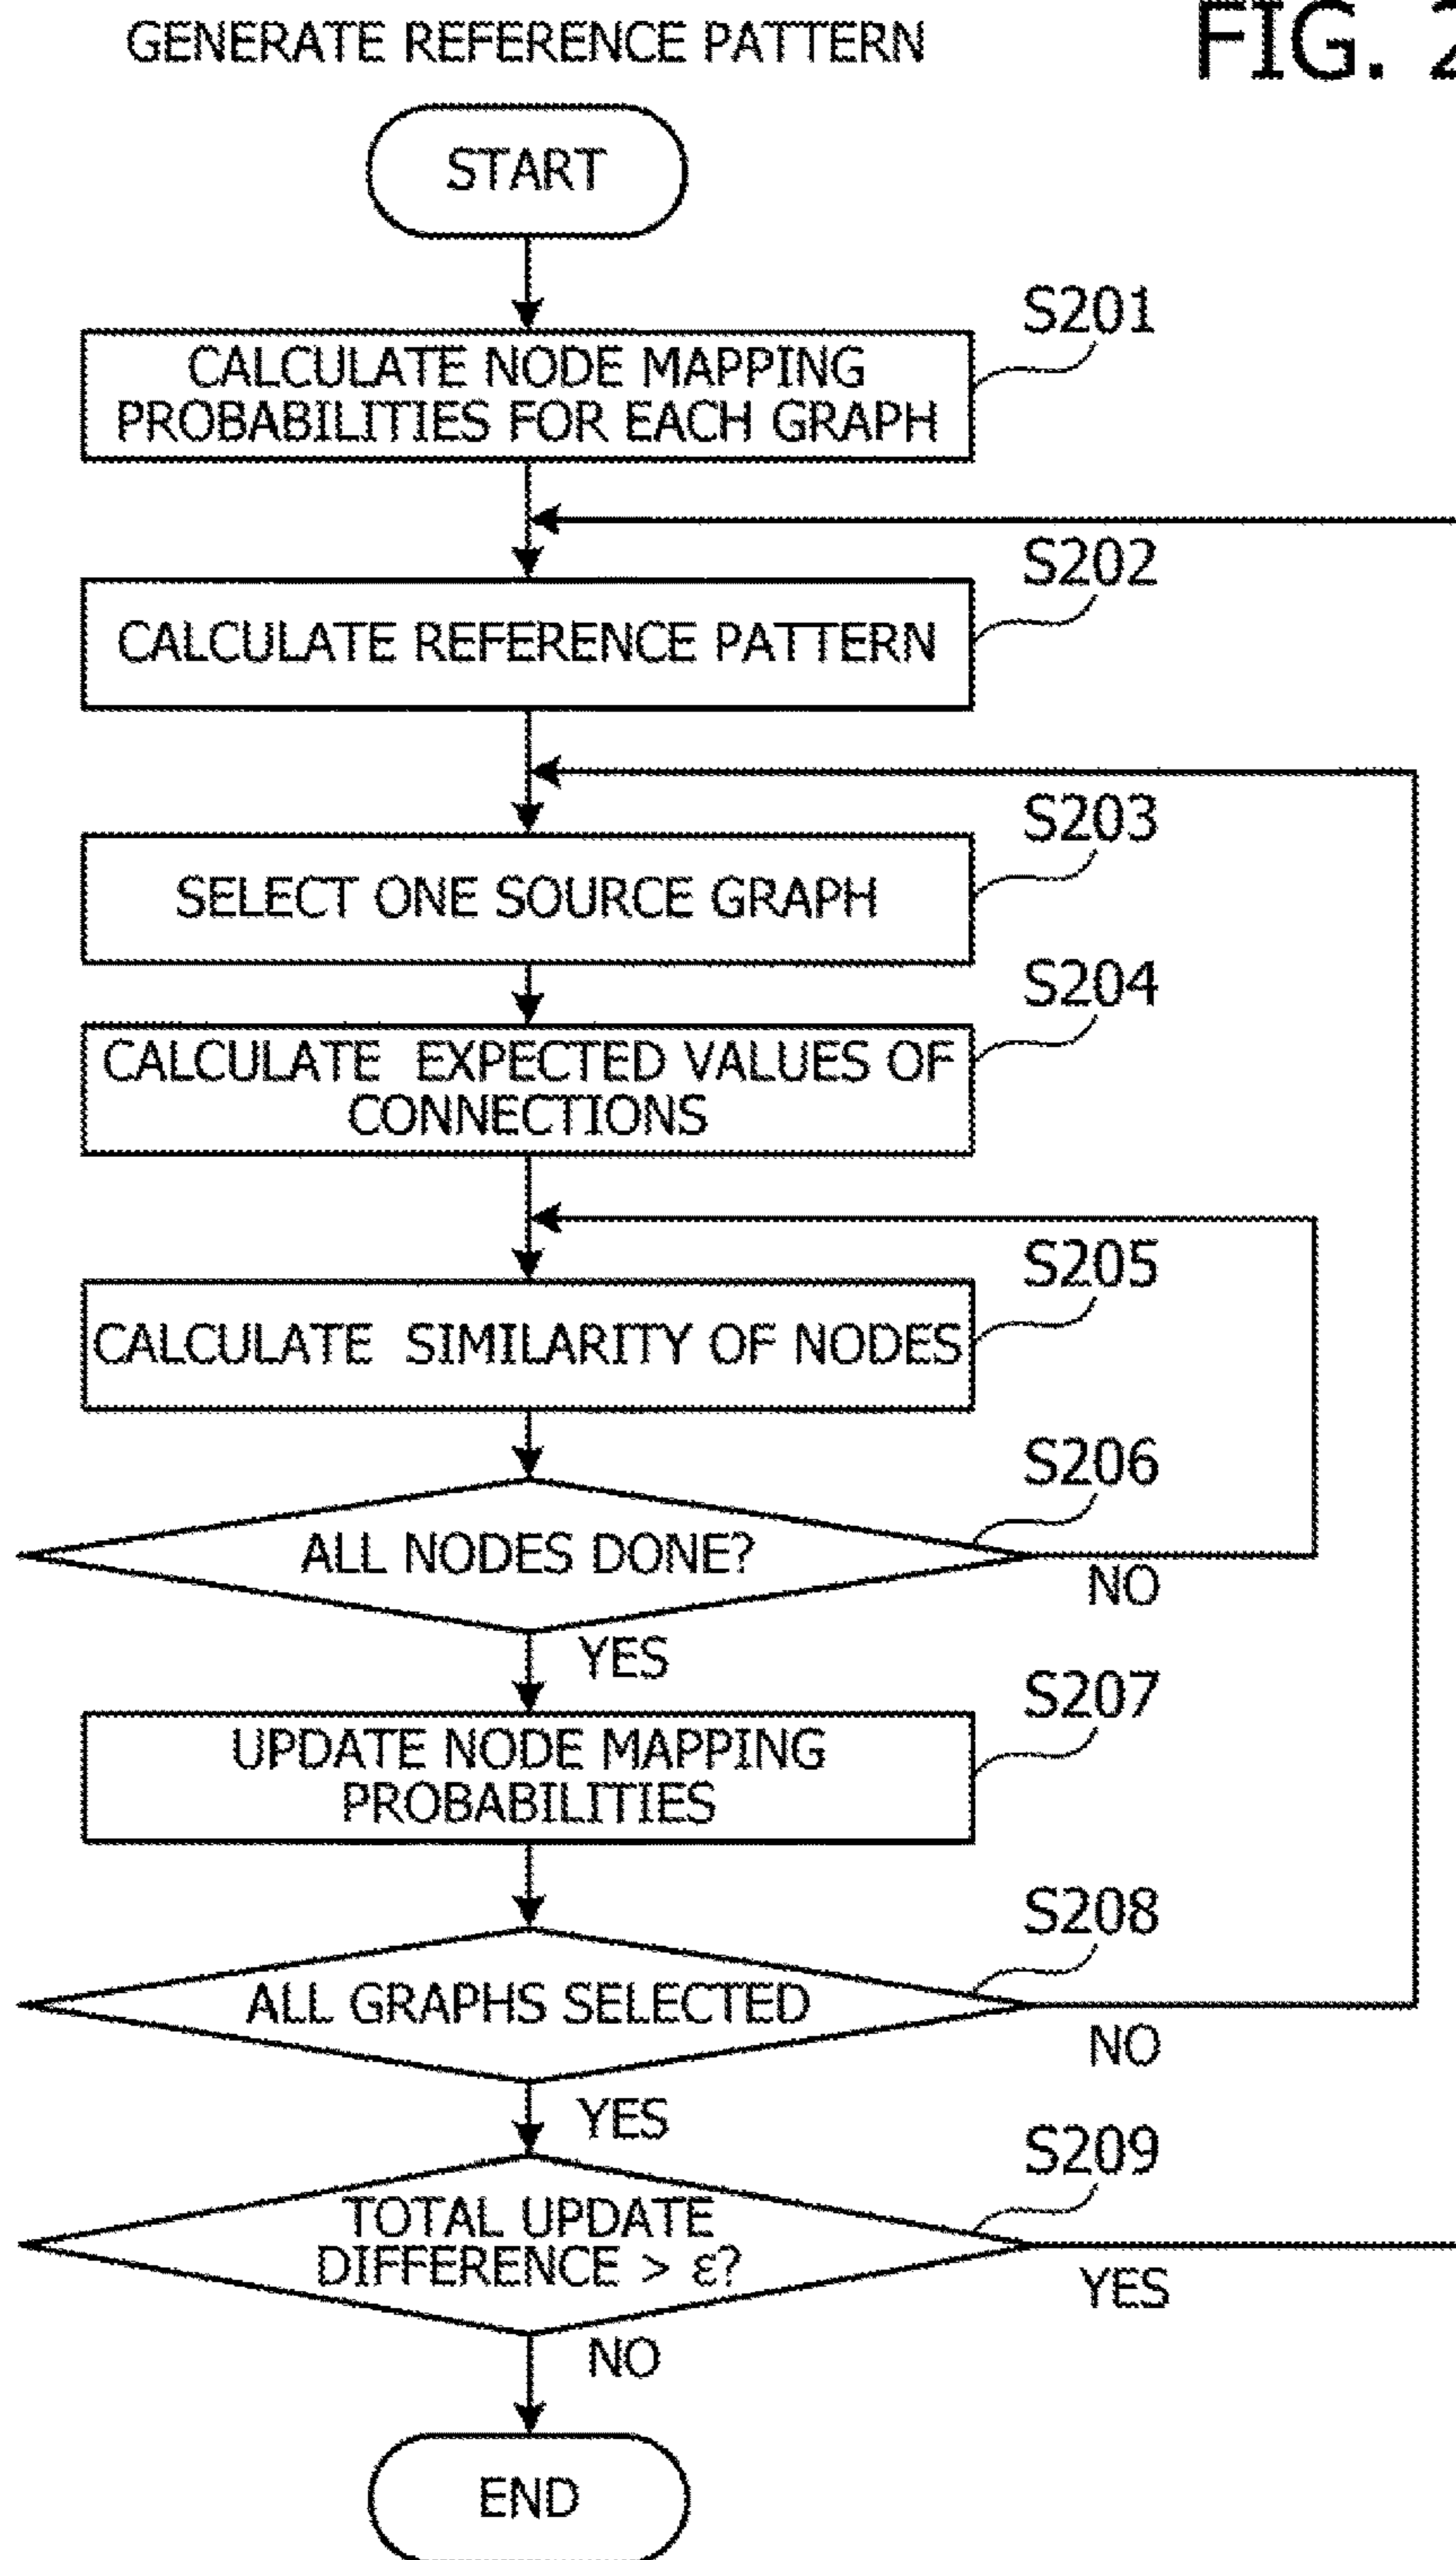 GENERATE REFERENCE PATTERN
FIG. 2
START
S201
CALCULATE NODE MAPPING
PROBABILITIES FOR EACH GRAPH
S202
CALCULATE REFERENCE PATTERN
S203
SELECT ONE SOURCE GRAPH
S204
CALCULATE EXPECTED VALUES OF
CONNECTIONS
S205
CALCULATE SIMILARITY OF NODES
S206
ALL NODES DONE?
NO
YES
S207
UPDATE NODE MAPPING
PROBABILITIES
S208
ALL GRAPHS SELECTED
NO
YES
S209
TOTAL UPDATE
DIFFERENCE > ε?
YES
NO
END